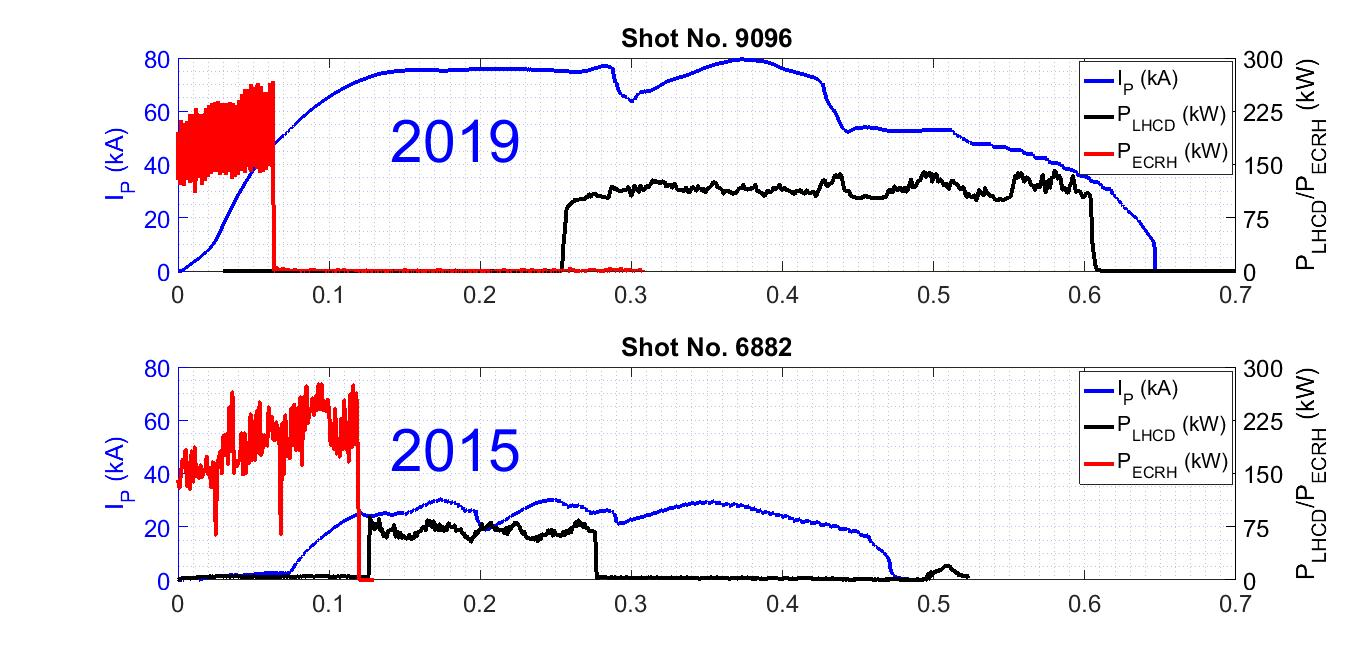 Shot No. 9096
80
60
40
20
0
I_P (kA)
2019
I_P (kA)
P_LHCD (kW)
P_ECRH (kW)
300
225
150
75
0
P_LHCD/P_ECRH (kW)
0 0.1 0.2 0.3 0.4 0.5 0.6 0.7
Shot No. 6882
80
60
40
20
0
I_P (kA)
2015
I_P (kA)
P_LHCD (kW)
P_ECRH (kW)
300
225
150
75
0
P_LHCD/P_ECRH (kW)
0 0.1 0.2 0.3 0.4 0.5 0.6 0.7